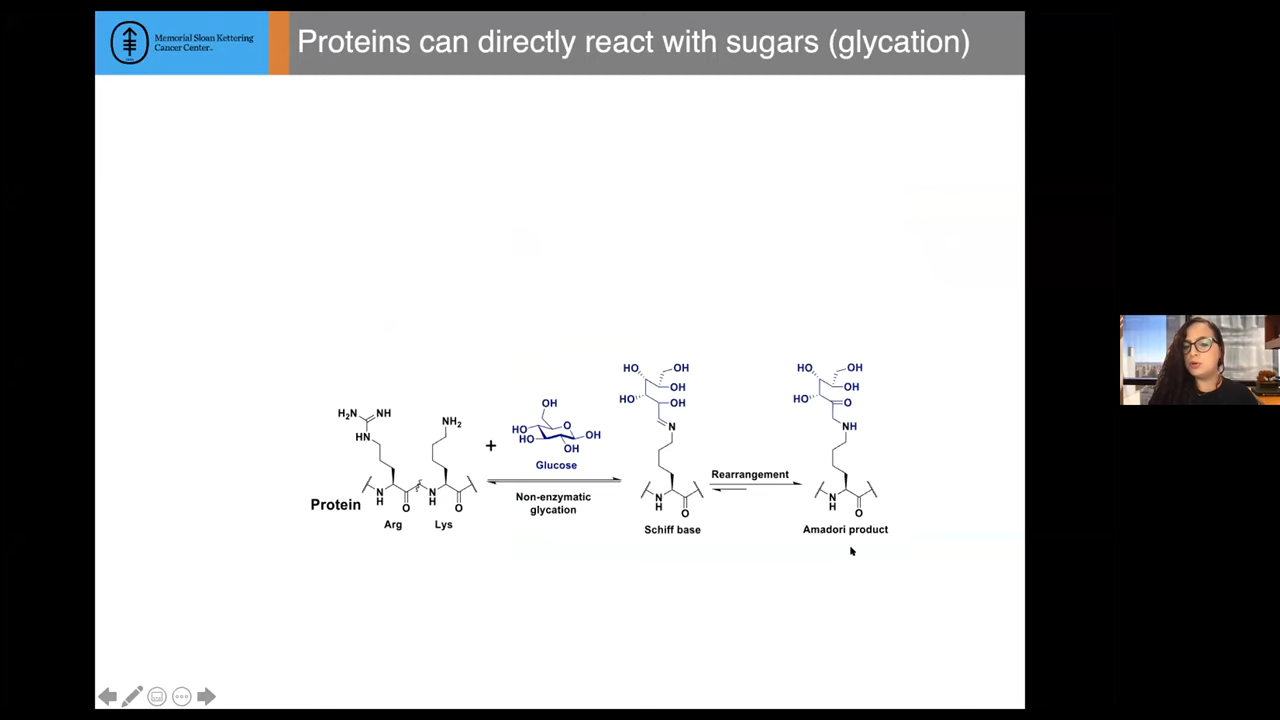 Memorial Sloan Kettering
Cancer Center
Proteins can directly react with sugars (glycation)
HO
OH
OH
HO
OH
N
N
H
O
Schiff base
HO
OH
OH
HO
O
NH
N
H
O
Amadori product
H2N
NH
HN
NH2
N
H
O
N
H
O
Protein
Arg
Lys
+
OH
HO
HO
O
OH
OH
Glucose
Non-enzymatic
glycation
Rearrangement